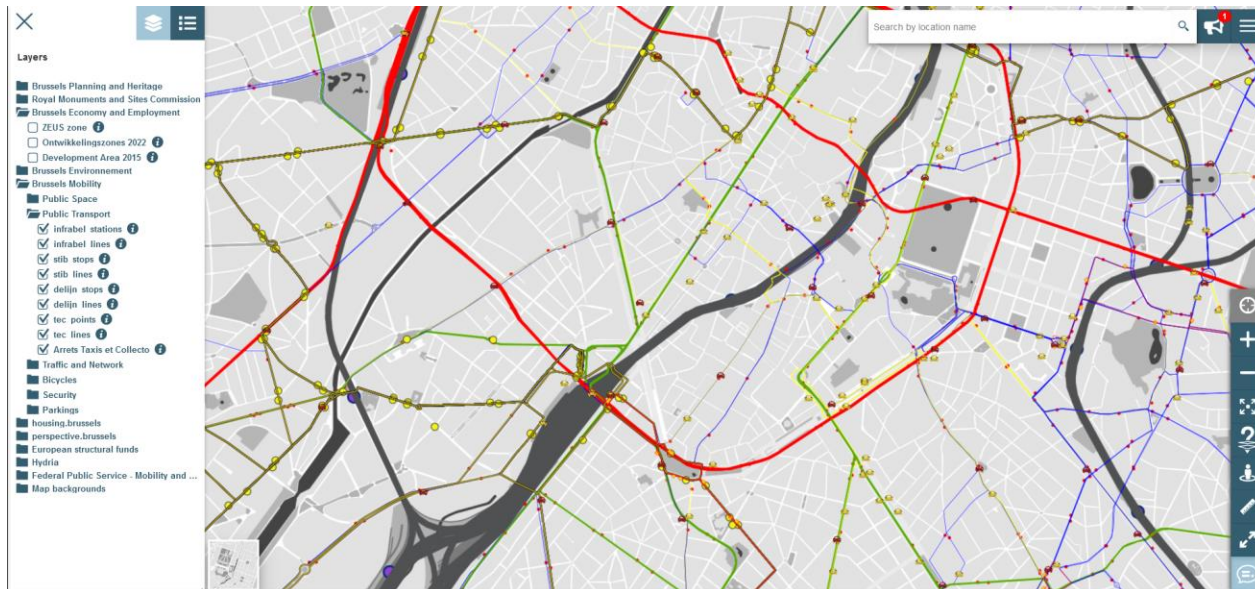 Search by location name
1
Layers
Brussels Planning and Heritage
Royal Monuments and Sites Commission
Brussels Economy and Employment
ZEUS zone
Ontwikkelingszones 2022
Development Area 2015
Brussels Environnement
Brussels Mobility
Public Space
Public Transport
infrabel stations
infrabel lines
stib stops
stib lines
delijn stops
delijn lines
tec points
tec lines
Arrets Taxis et Collecto
Traffic and Network
Bicycles
Security
Parkings
housing.brussels
perspective.brussels
European structural funds
Hydria
Federal Public Service - Mobility and ...
Map backgrounds